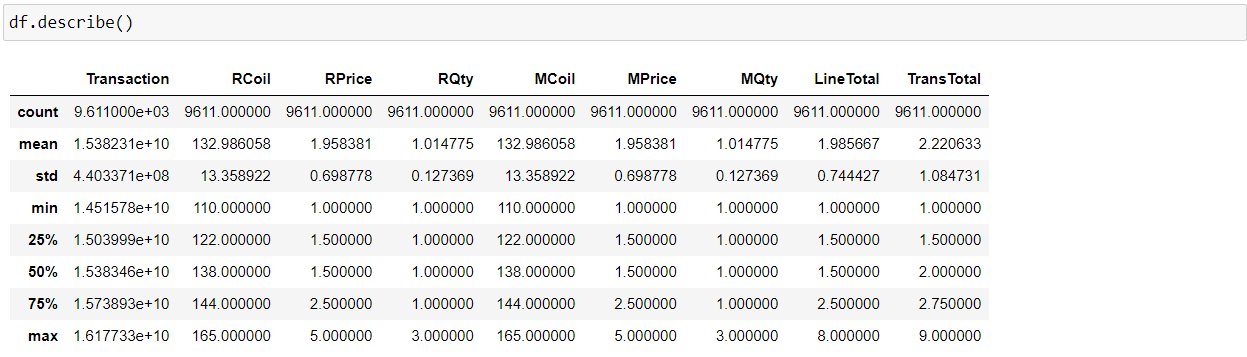 df.describe()
Transaction RCoil RPrice RQty MCoil MPrice MQty LineTotal TransTotal
count 9.611000e+03 9611.000000 9611.000000 9611.000000 9611.000000 9611.000000 9611.000000 9611.000000 9611.000000
mean 1.538231e+10 132.986058 1.958381 1.014775 132.986058 1.958381 1.014775 1.985667 2.220633
std 4.403371e+08 13.358922 0.698778 0.127369 13.358922 0.698778 0.127369 0.744427 1.084731
min 1.451578e+10 110.000000 1.000000 1.000000 110.000000 1.000000 1.000000 1.000000 1.000000
25% 1.503999e+10 122.000000 1.500000 1.000000 122.000000 1.500000 1.000000 1.500000 1.500000
50% 1.538346e+10 138.000000 1.500000 1.000000 138.000000 1.500000 1.000000 1.500000 2.000000
75% 1.573893e+10 144.000000 2.500000 1.000000 144.000000 2.500000 1.000000 2.500000 2.750000
max 1.617733e+10 165.000000 5.000000 3.000000 165.000000 5.000000 3.000000 8.000000 9.000000